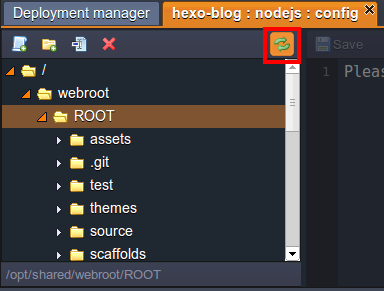 Deployment manager
hexo-blog : nodejs : config
Save
/
webroot
1
ROOT
assets
.git
test
themes
source
scaffolds
/opt/shared/webroot/ROOT